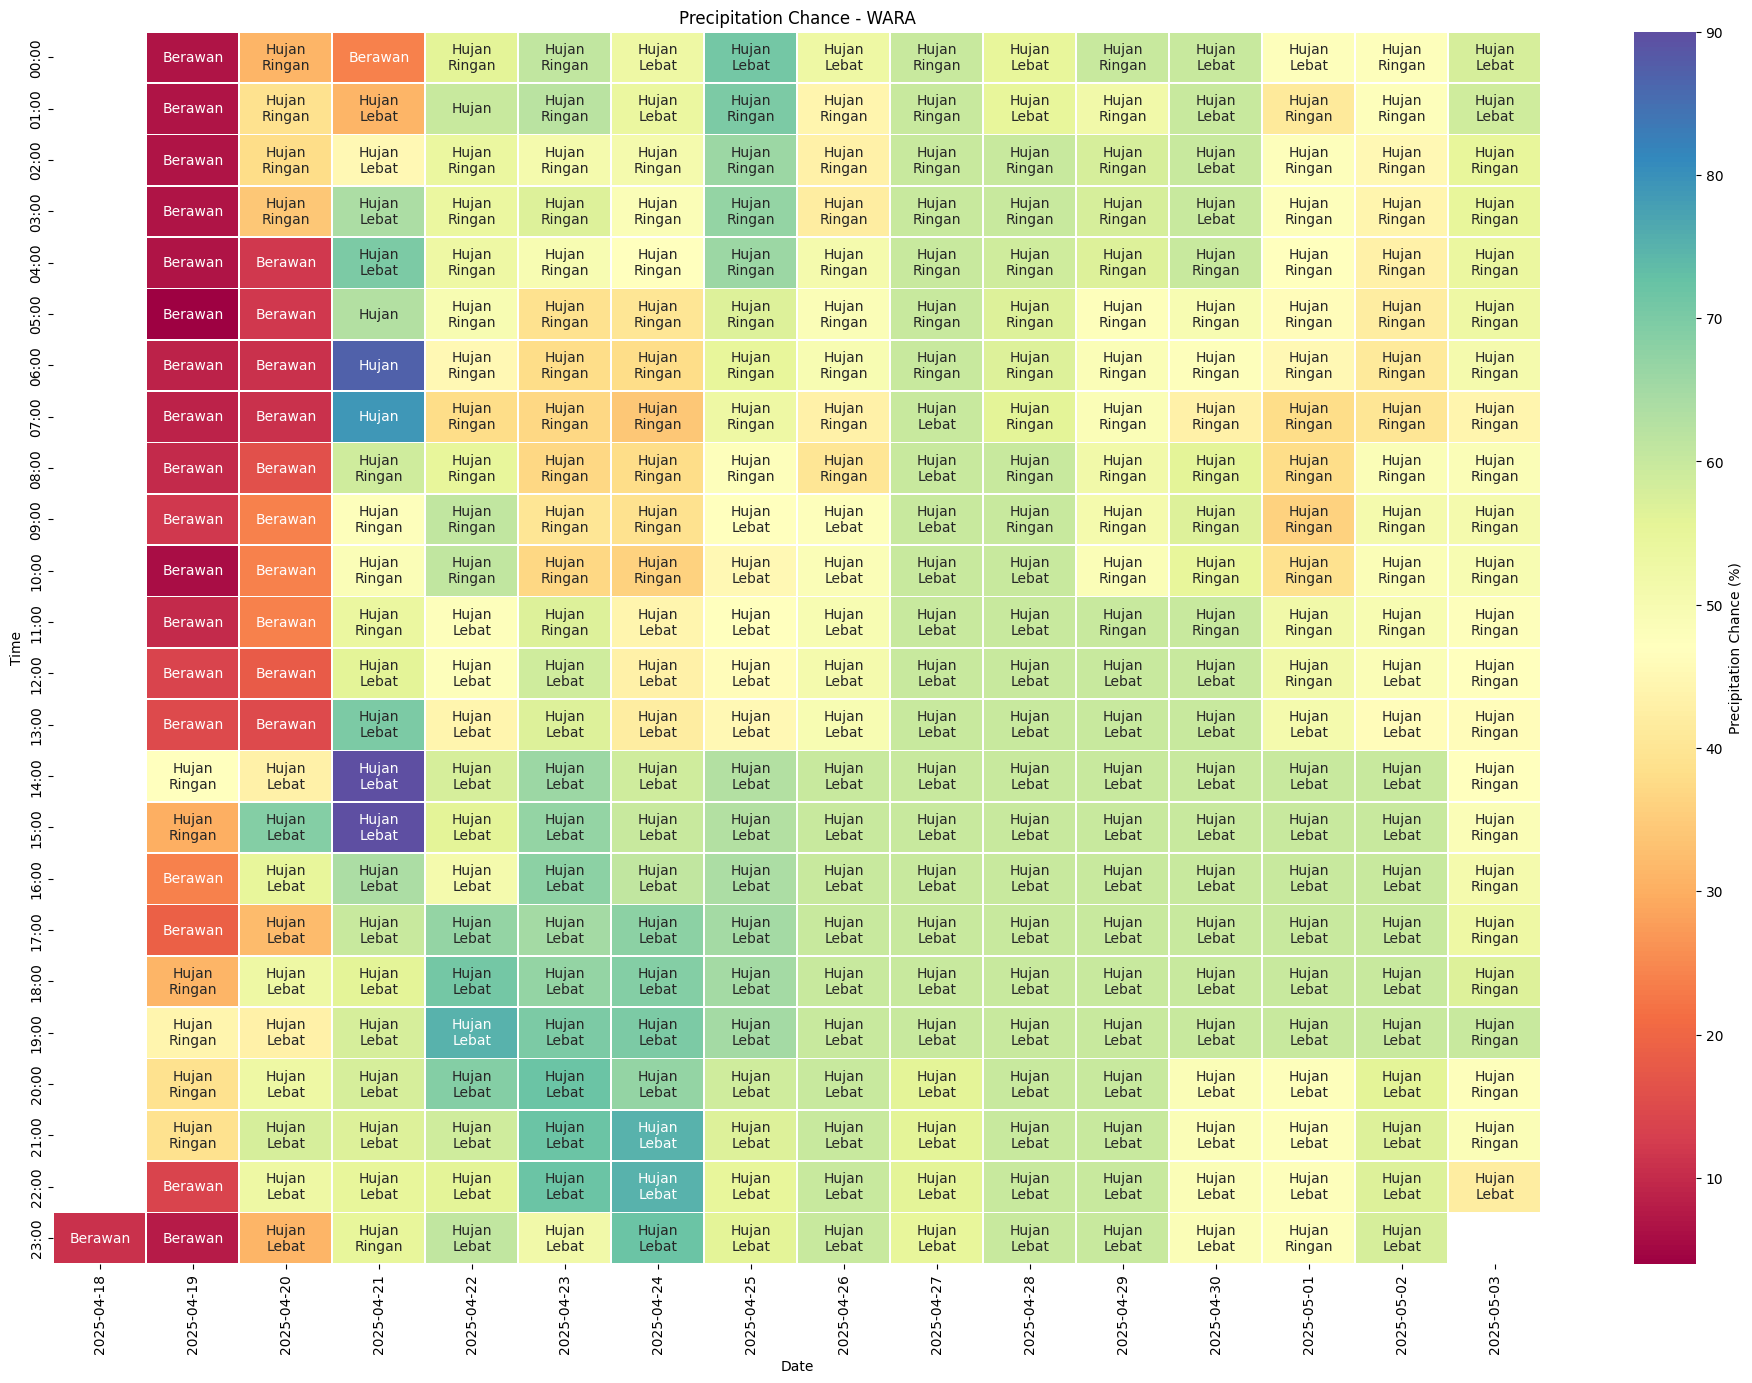 Precipitation Chance - WARA
00:00 Berawan Hujan Ringan Berawan Hujan Ringan Hujan Ringan Hujan Lebat Hujan Lebat Hujan Lebat Hujan Ringan Hujan Lebat Hujan Ringan Hujan Lebat Hujan Lebat Hujan Ringan Hujan Lebat
01:00 Berawan Hujan Ringan Hujan Lebat Hujan Hujan Ringan Hujan Lebat Hujan Ringan Hujan Ringan Hujan Ringan Hujan Lebat Hujan Ringan Hujan Lebat Hujan Ringan Hujan Ringan Hujan Lebat
02:00 Berawan Hujan Ringan Hujan Lebat Hujan Ringan Hujan Ringan Hujan Ringan Hujan Ringan Hujan Ringan Hujan Ringan Hujan Ringan Hujan Ringan Hujan Lebat Hujan Ringan Hujan Ringan Hujan Ringan
03:00 Berawan Hujan Ringan Hujan Lebat Hujan Ringan Hujan Ringan Hujan Ringan Hujan Ringan Hujan Ringan Hujan Ringan Hujan Ringan Hujan Ringan Hujan Lebat Hujan Ringan Hujan Ringan Hujan Ringan
04:00 Berawan Berawan Hujan Lebat Hujan Ringan Hujan Ringan Hujan Ringan Hujan Ringan Hujan Ringan Hujan Ringan Hujan Ringan Hujan Ringan Hujan Ringan Hujan Ringan Hujan Ringan Hujan Ringan
05:00 Berawan Berawan Hujan Hujan Ringan Hujan Ringan Hujan Ringan Hujan Ringan Hujan Ringan Hujan Ringan Hujan Ringan Hujan Ringan Hujan Ringan Hujan Ringan Hujan Ringan Hujan Ringan
06:00 Berawan Berawan Hujan Hujan Ringan Hujan Ringan Hujan Ringan Hujan Ringan Hujan Ringan Hujan Ringan Hujan Ringan Hujan Ringan Hujan Ringan Hujan Ringan Hujan Ringan Hujan Ringan
07:00 Berawan Berawan Hujan Hujan Ringan Hujan Ringan Hujan Ringan Hujan Ringan Hujan Ringan Hujan Lebat Hujan Ringan Hujan Ringan Hujan Ringan Hujan Ringan Hujan Ringan Hujan Ringan
08:00 Berawan Berawan Hujan Ringan Hujan Ringan Hujan Ringan Hujan Ringan Hujan Ringan Hujan Ringan Hujan Lebat Hujan Ringan Hujan Ringan Hujan Ringan Hujan Ringan Hujan Ringan Hujan Ringan
09:00 Berawan Berawan Hujan Ringan Hujan Ringan Hujan Ringan Hujan Ringan Hujan Lebat Hujan Lebat Hujan Lebat Hujan Ringan Hujan Ringan Hujan Ringan Hujan Ringan Hujan Ringan Hujan Ringan
10:00 Berawan Berawan Hujan Ringan Hujan Ringan Hujan Ringan Hujan Ringan Hujan Lebat Hujan Lebat Hujan Lebat Hujan Lebat Hujan Ringan Hujan Ringan Hujan Ringan Hujan Ringan Hujan Ringan
11:00 Berawan Berawan Hujan Ringan Hujan Lebat Hujan Ringan Hujan Lebat Hujan Lebat Hujan Lebat Hujan Lebat Hujan Lebat Hujan Ringan Hujan Ringan Hujan Ringan Hujan Ringan Hujan Ringan
12:00 Berawan Berawan Hujan Lebat Hujan Lebat Hujan Lebat Hujan Lebat Hujan Lebat Hujan Lebat Hujan Lebat Hujan Lebat Hujan Lebat Hujan Lebat Hujan Ringan Hujan Lebat Hujan Ringan
13:00 Berawan Berawan Hujan Lebat Hujan Lebat Hujan Lebat Hujan Lebat Hujan Lebat Hujan Lebat Hujan Lebat Hujan Lebat Hujan Lebat Hujan Lebat Hujan Lebat Hujan Lebat Hujan Ringan
14:00 Hujan Ringan Hujan Lebat Hujan Lebat Hujan Lebat Hujan Lebat Hujan Lebat Hujan Lebat Hujan Lebat Hujan Lebat Hujan Lebat Hujan Lebat Hujan Lebat Hujan Lebat Hujan Lebat Hujan Ringan
15:00 Hujan Ringan Hujan Lebat Hujan Lebat Hujan Lebat Hujan Lebat Hujan Lebat Hujan Lebat Hujan Lebat Hujan Lebat Hujan Lebat Hujan Lebat Hujan Lebat Hujan Lebat Hujan Lebat Hujan Ringan
16:00 Berawan Hujan Lebat Hujan Lebat Hujan Lebat Hujan Lebat Hujan Lebat Hujan Lebat Hujan Lebat Hujan Lebat Hujan Lebat Hujan Lebat Hujan Lebat Hujan Lebat Hujan Lebat Hujan Ringan
17:00 Berawan Hujan Lebat Hujan Lebat Hujan Lebat Hujan Lebat Hujan Lebat Hujan Lebat Hujan Lebat Hujan Lebat Hujan Lebat Hujan Lebat Hujan Lebat Hujan Lebat Hujan Lebat Hujan Ringan
18:00 Hujan Ringan Hujan Lebat Hujan Lebat Hujan Lebat Hujan Lebat Hujan Lebat Hujan Lebat Hujan Lebat Hujan Lebat Hujan Lebat Hujan Lebat Hujan Lebat Hujan Lebat Hujan Lebat Hujan Ringan
19:00 Hujan Ringan Hujan Lebat Hujan Lebat Hujan Lebat Hujan Lebat Hujan Lebat Hujan Lebat Hujan Lebat Hujan Lebat Hujan Lebat Hujan Lebat Hujan Lebat Hujan Lebat Hujan Lebat Hujan Ringan
20:00 Hujan Ringan Hujan Lebat Hujan Lebat Hujan Lebat Hujan Lebat Hujan Lebat Hujan Lebat Hujan Lebat Hujan Lebat Hujan Lebat Hujan Lebat Hujan Lebat Hujan Lebat Hujan Lebat Hujan Ringan
21:00 Hujan Ringan Hujan Lebat Hujan Lebat Hujan Lebat Hujan Lebat Hujan Lebat Hujan Lebat Hujan Lebat Hujan Lebat Hujan Lebat Hujan Lebat Hujan Lebat Hujan Lebat Hujan Lebat Hujan Ringan
22:00 Berawan Hujan Lebat Hujan Lebat Hujan Lebat Hujan Lebat Hujan Lebat Hujan Lebat Hujan Lebat Hujan Lebat Hujan Lebat Hujan Lebat Hujan Lebat Hujan Lebat Hujan Lebat Hujan Lebat
23:00 Berawan Berawan Hujan Lebat Hujan Ringan Hujan Lebat Hujan Lebat Hujan Lebat Hujan Lebat Hujan Lebat Hujan Lebat Hujan Lebat Hujan Lebat Hujan Lebat Hujan Ringan Hujan Lebat
Time
2025-04-18 2025-04-19 2025-04-20 2025-04-21 2025-04-22 2025-04-23 2025-04-24 2025-04-25 2025-04-26 2025-04-27 2025-04-28 2025-04-29 2025-04-30 2025-05-01 2025-05-02 2025-05-03
Date
90
80
70
60
50
40
30
20
10
Precipitation Chance (%)